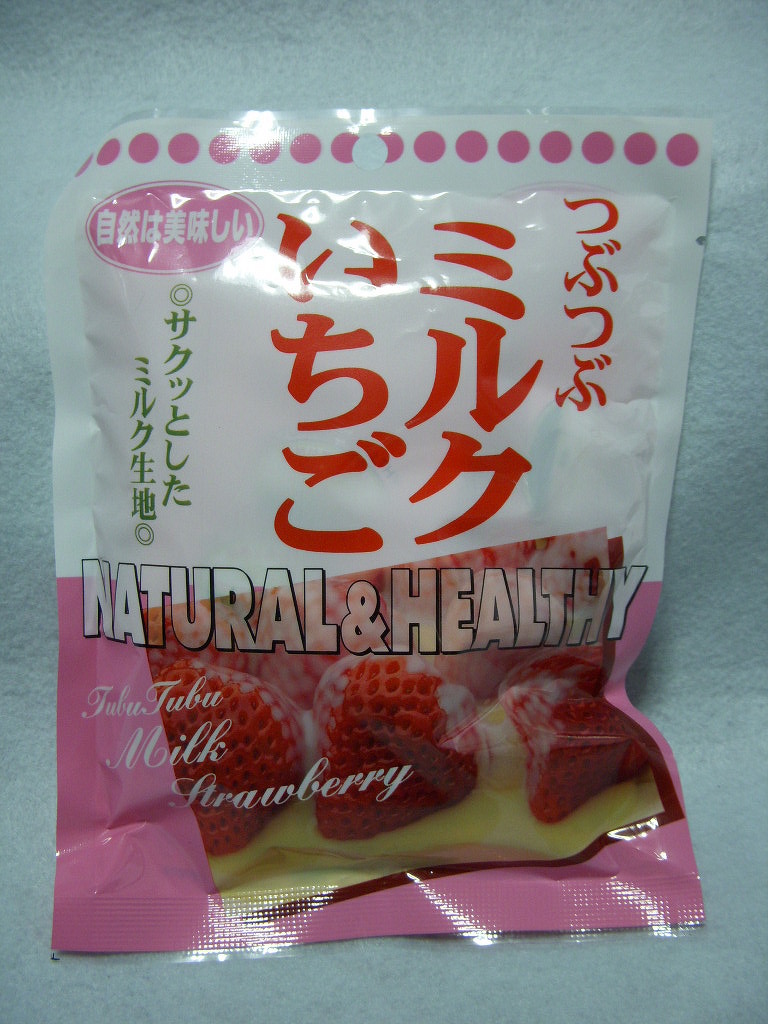 自然は美味しい
つぶつぶ
ミルク
いちご
◎サクッとした
ミルク生地◎
NATURAL&HEALTHY
TubuTubu
Milk
Strawberry